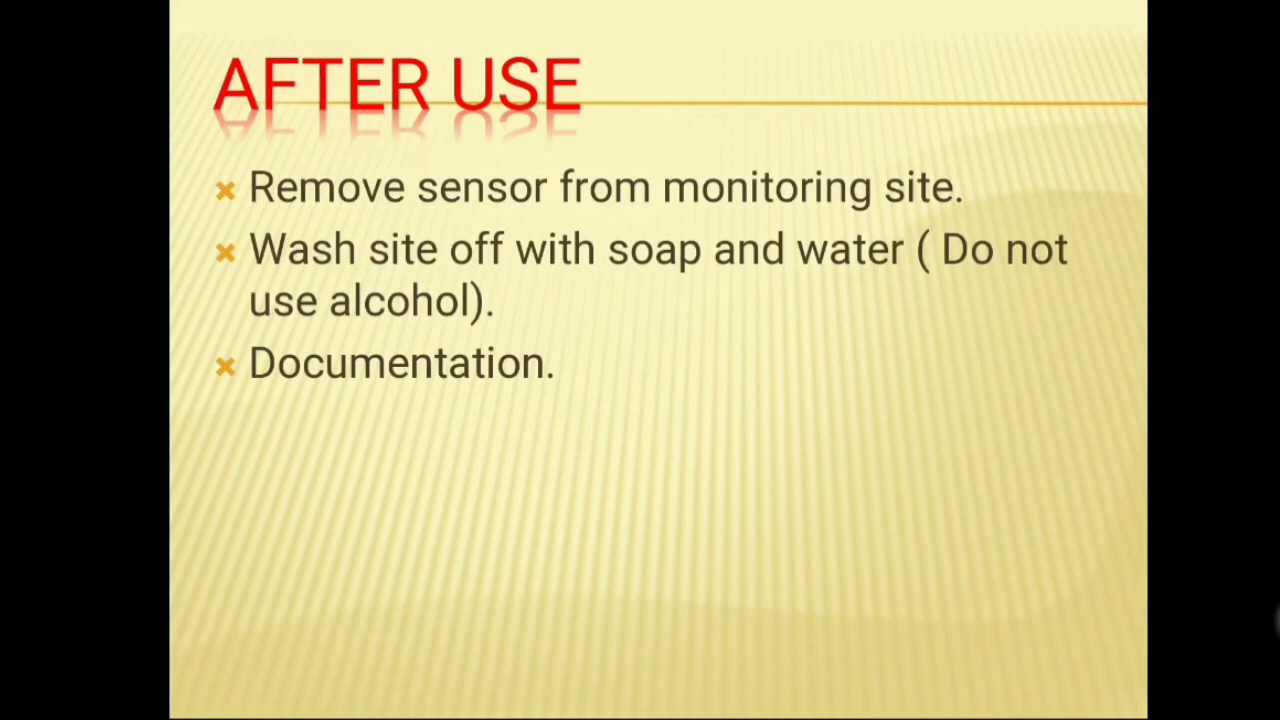 AFTER USE
Remove sensor from monitoring site.
Wash site off with soap and water ( Do not
use alcohol).
Documentation.